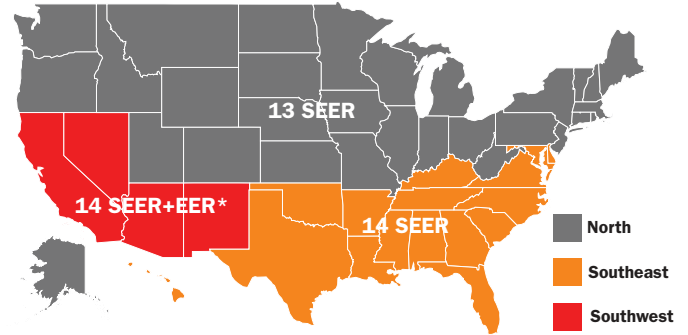 13 SEER
14 SEER+EER*
14 SEER
North
Southeast
Southwest